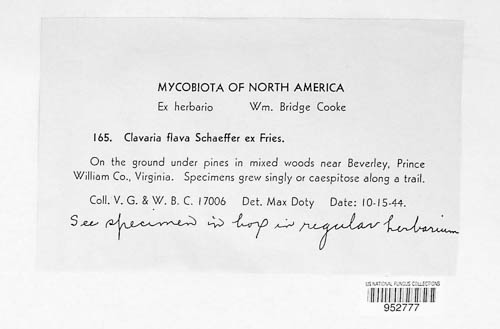 MYCOBIOTA OF NORTH AMERICA
Ex herbario Wm. Bridge Cooke
165. Clavaria flava Schaeffer ex Fries.
On the ground under pines in mixed woods near Beverley, Prince
William Co., Virginia. Specimens grew singly or caespitose along a trail.
Coll. V. G. & W. B. C. 17006 Det. Max Doty Date: 10-15-44.
See specimen in box in regular herbarium
US NATIONAL FUNGUS COLLECTIONS
952777